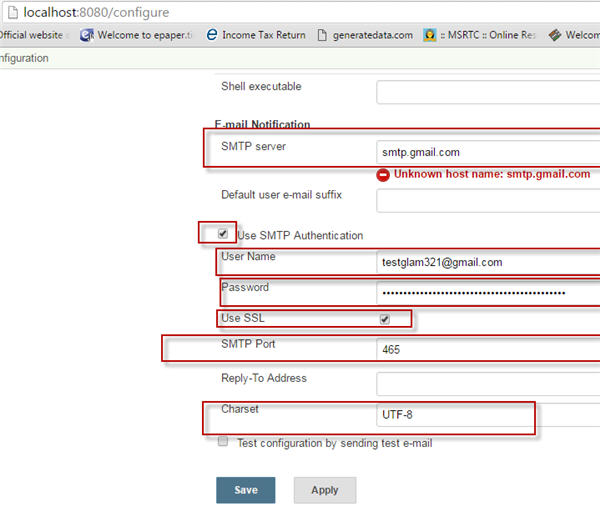 localhost:8080/configure
Official website Welcome to epaper.ti Income Tax Return generatedata.com :: MSRTC :: Online Res Welcom
nfiguration
Shell executable
E-mail Notification
SMTP server smtp.gmail.com
Unknown host name: smtp.gmail.com
Default user e-mail suffix
Use SMTP Authentication
User Name testglam321@gmail.com
Password ••••••••••••••••••••••••••••••••••••••••••••
Use SSL
SMTP Port 465
Reply-To Address
Charset UTF-8
Test configuration by sending test e-mail
Save Apply